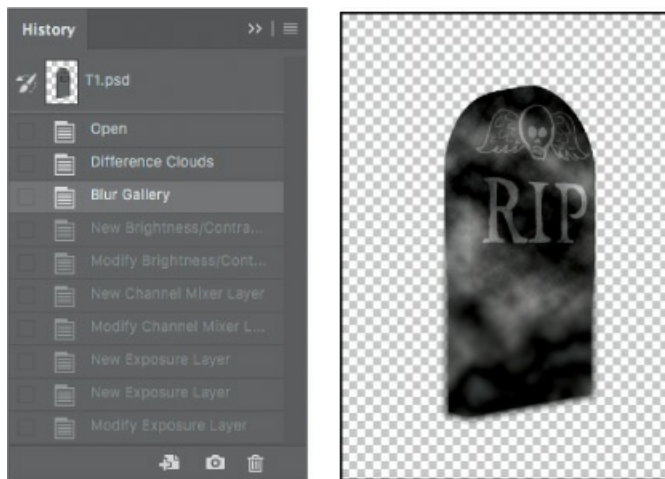 History
T1.psd
Open
Difference Clouds
Blur Gallery
New Brightness/Contra...
Modify Brightness/Cont...
New Channel Mixer Layer
Modify Channel Mixer L...
New Exposure Layer
New Exposure Layer
Modify Exposure Layer
RIP